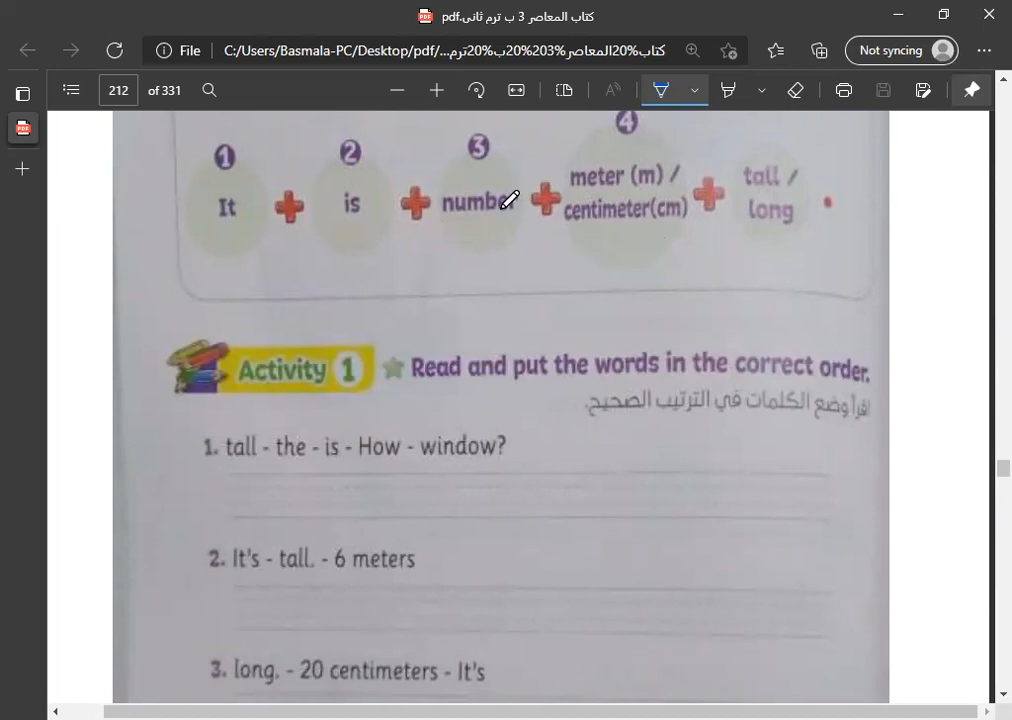 كتاب المعاصر 3 ب ترم ثانى.pdf
File
C:/Users/Basmala-PC/Desktop/pdf/...كتاب%20المعاصر%203%20ب%20ترم
Not syncing
212 of 331
1 2 3 4
It + is + number + meter (m) / centimeter(cm) + tall / long .
Activity 1 Read and put the words in the correct order.
اقرأ وضع الكلمات في الترتيب الصحيح.
1. tall - the - is - How - window?
2. It's - tall. - 6 meters
3. long. - 20 centimeters - It's